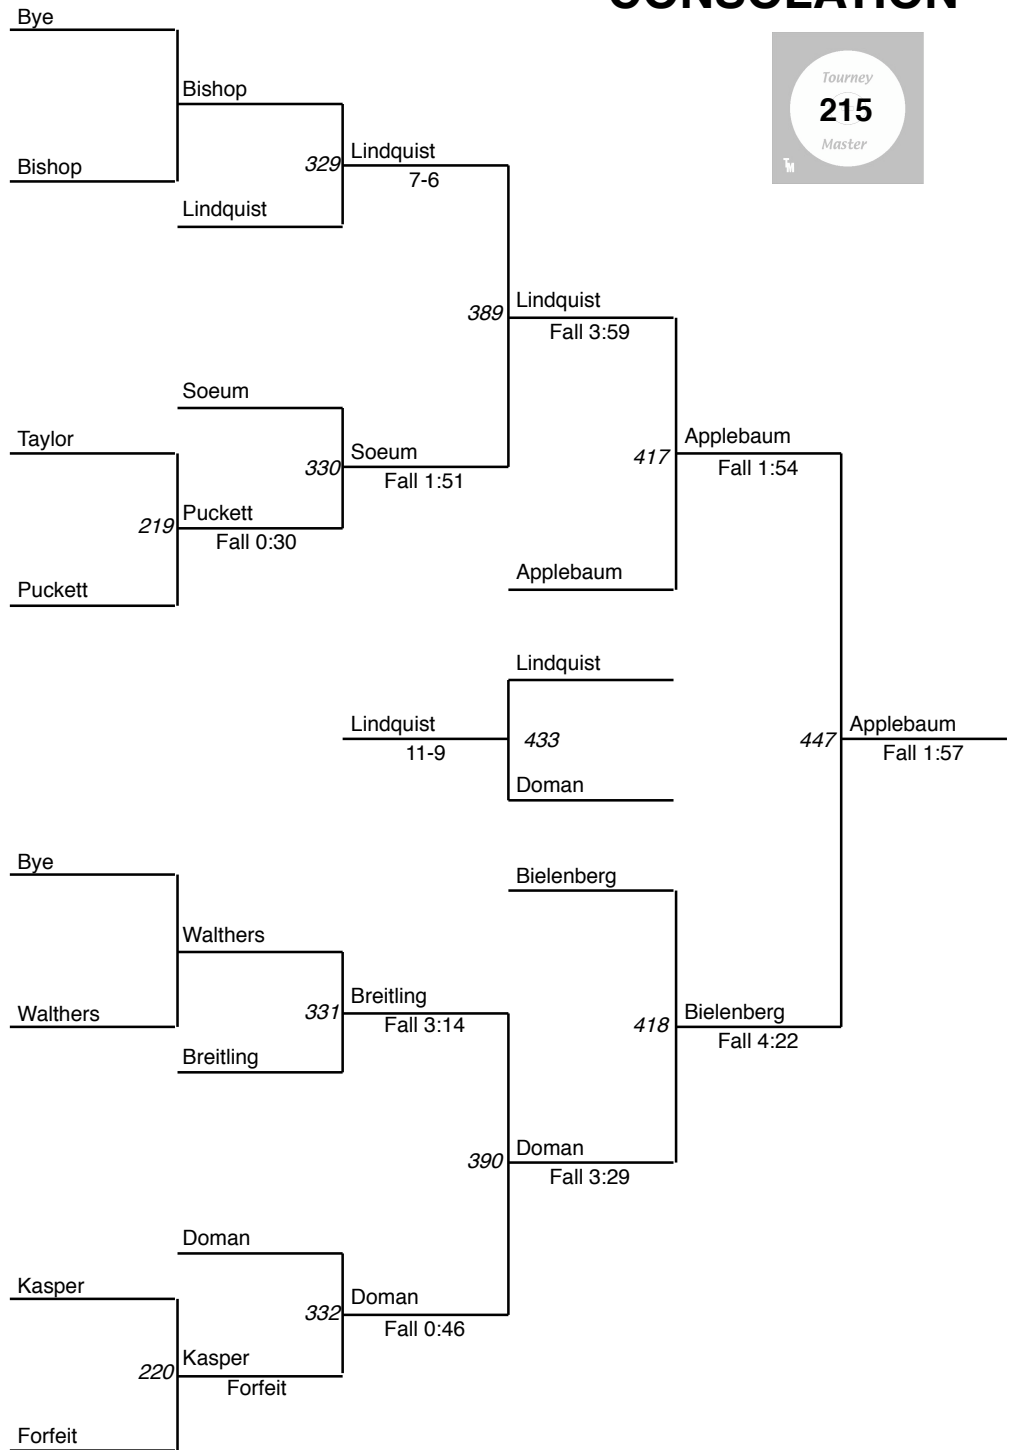 CONSOLATION
Bye
Tourney
215
Master
TM
Bishop
Lindquist
329
7-6
Bishop
Lindquist
389
Lindquist
Fall 3:59
Soeum
Taylor
330
Soeum
Fall 1:51
417
Applebaum
Fall 1:54
219
Puckett
Fall 0:30
Puckett
Applebaum
Lindquist
Lindquist
11-9
433
447
Applebaum
Fall 1:57
Doman
Bye
Bielenberg
Walthers
331
Breitling
Fall 3:14
Walthers
418
Bielenberg
Fall 4:22
Breitling
390
Doman
Fall 3:29
Doman
Kasper
332
Doman
Fall 0:46
220
Kasper
Forfeit
Forfeit